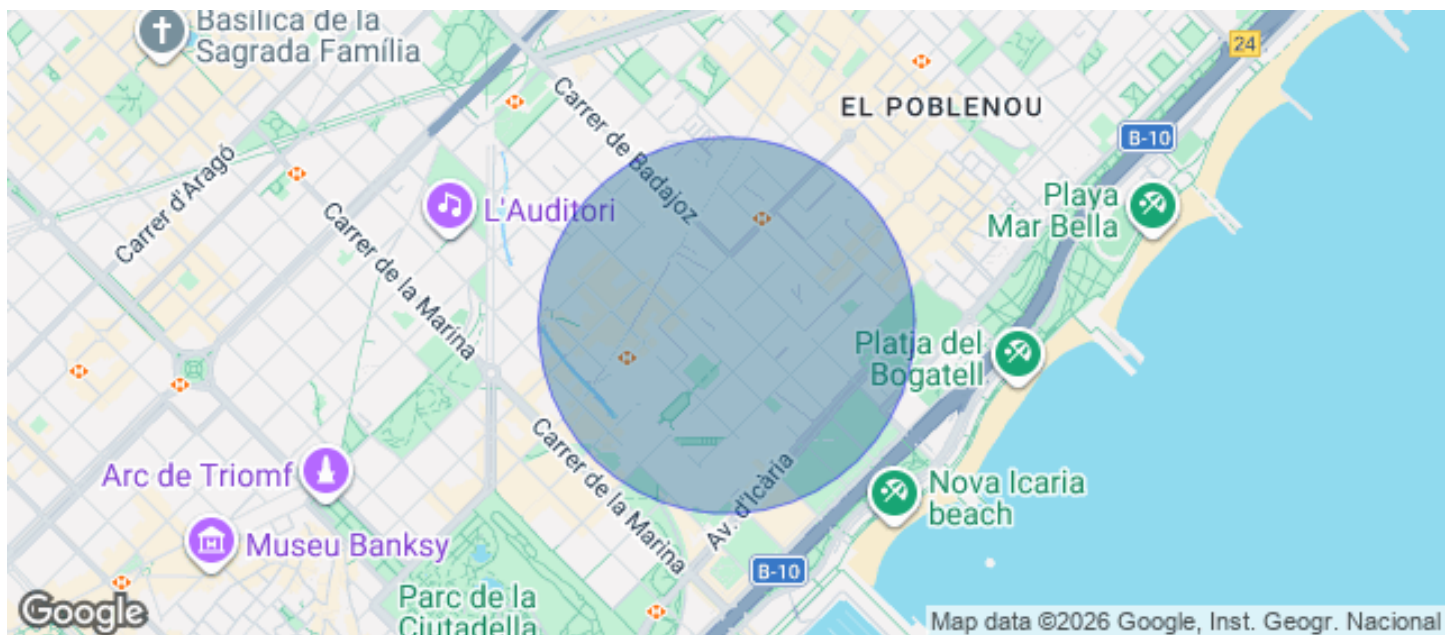 Basílica de la
Sagrada Família
24
EL POBLENOU
Carrer de Badajoz
B-10
Carrer d'Aragó
L'Auditori
Playa
Mar Bella
Carrer de la Marina
Platja del
Bogatell
Arc de Triomf
Carrer de la Marina
Av. d'Icària
Nova Icaria
beach
Museu Banksy
B-10
Parc de la
Ciutadella
Google
Map data ©2026 Google, Inst. Geogr. Nacional